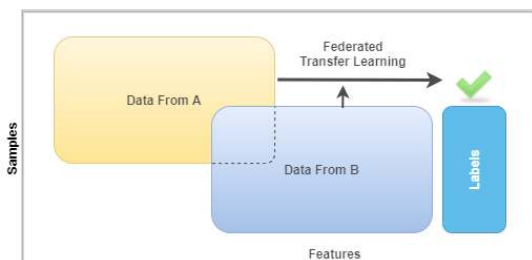 Federated
Transfer Learning
Data From A
Samples
Data From B
Labels
Features